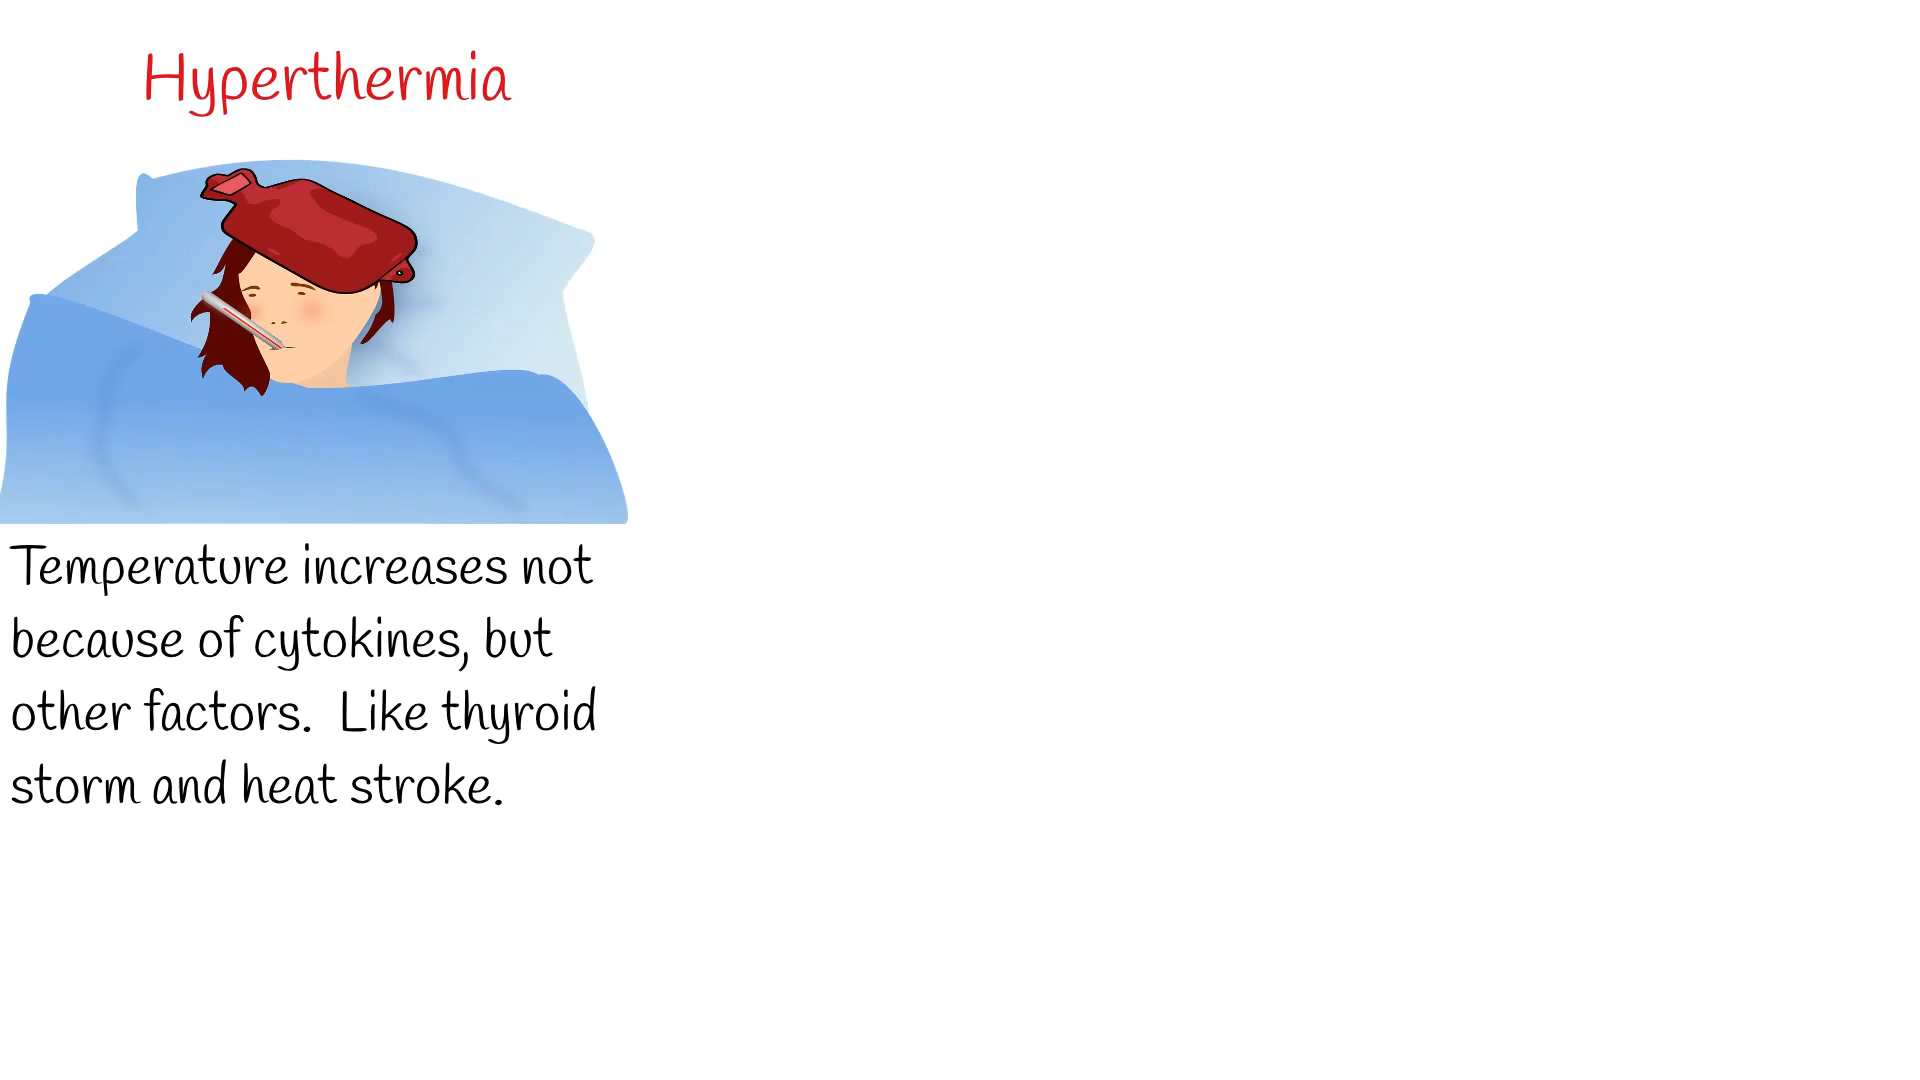 Hyperthermia
Temperature increases not
because of cytokines, but
other factors.  Like thyroid
storm and heat stroke.